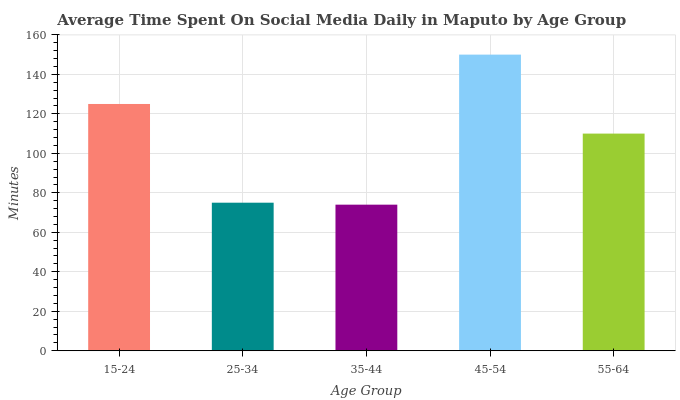 Average Time Spent On Social Media Daily in Maputo by Age Group
160
140
120
100
80
60
40
20
0
Minutes
15-24 25-34 35-44 45-54 55-64
Age Group